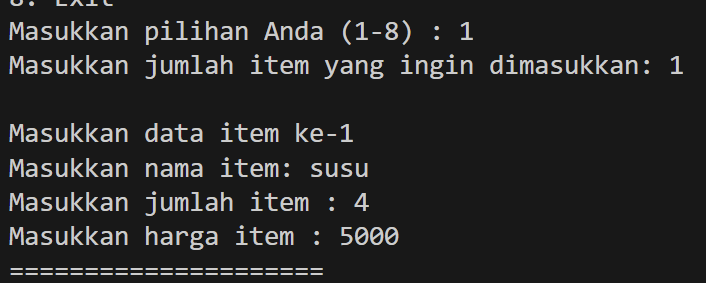 8. Exit
Masukkan pilihan Anda (1-8) : 1
Masukkan jumlah item yang ingin dimasukkan: 1
Masukkan data item ke-1
Masukkan nama item: susu
Masukkan jumlah item : 4
Masukkan harga item : 5000
=====================